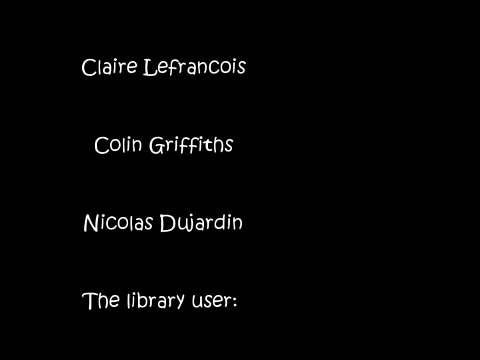 Claire Lefrancois
Colin Griffiths
Nicolas Dujardin
The library user: